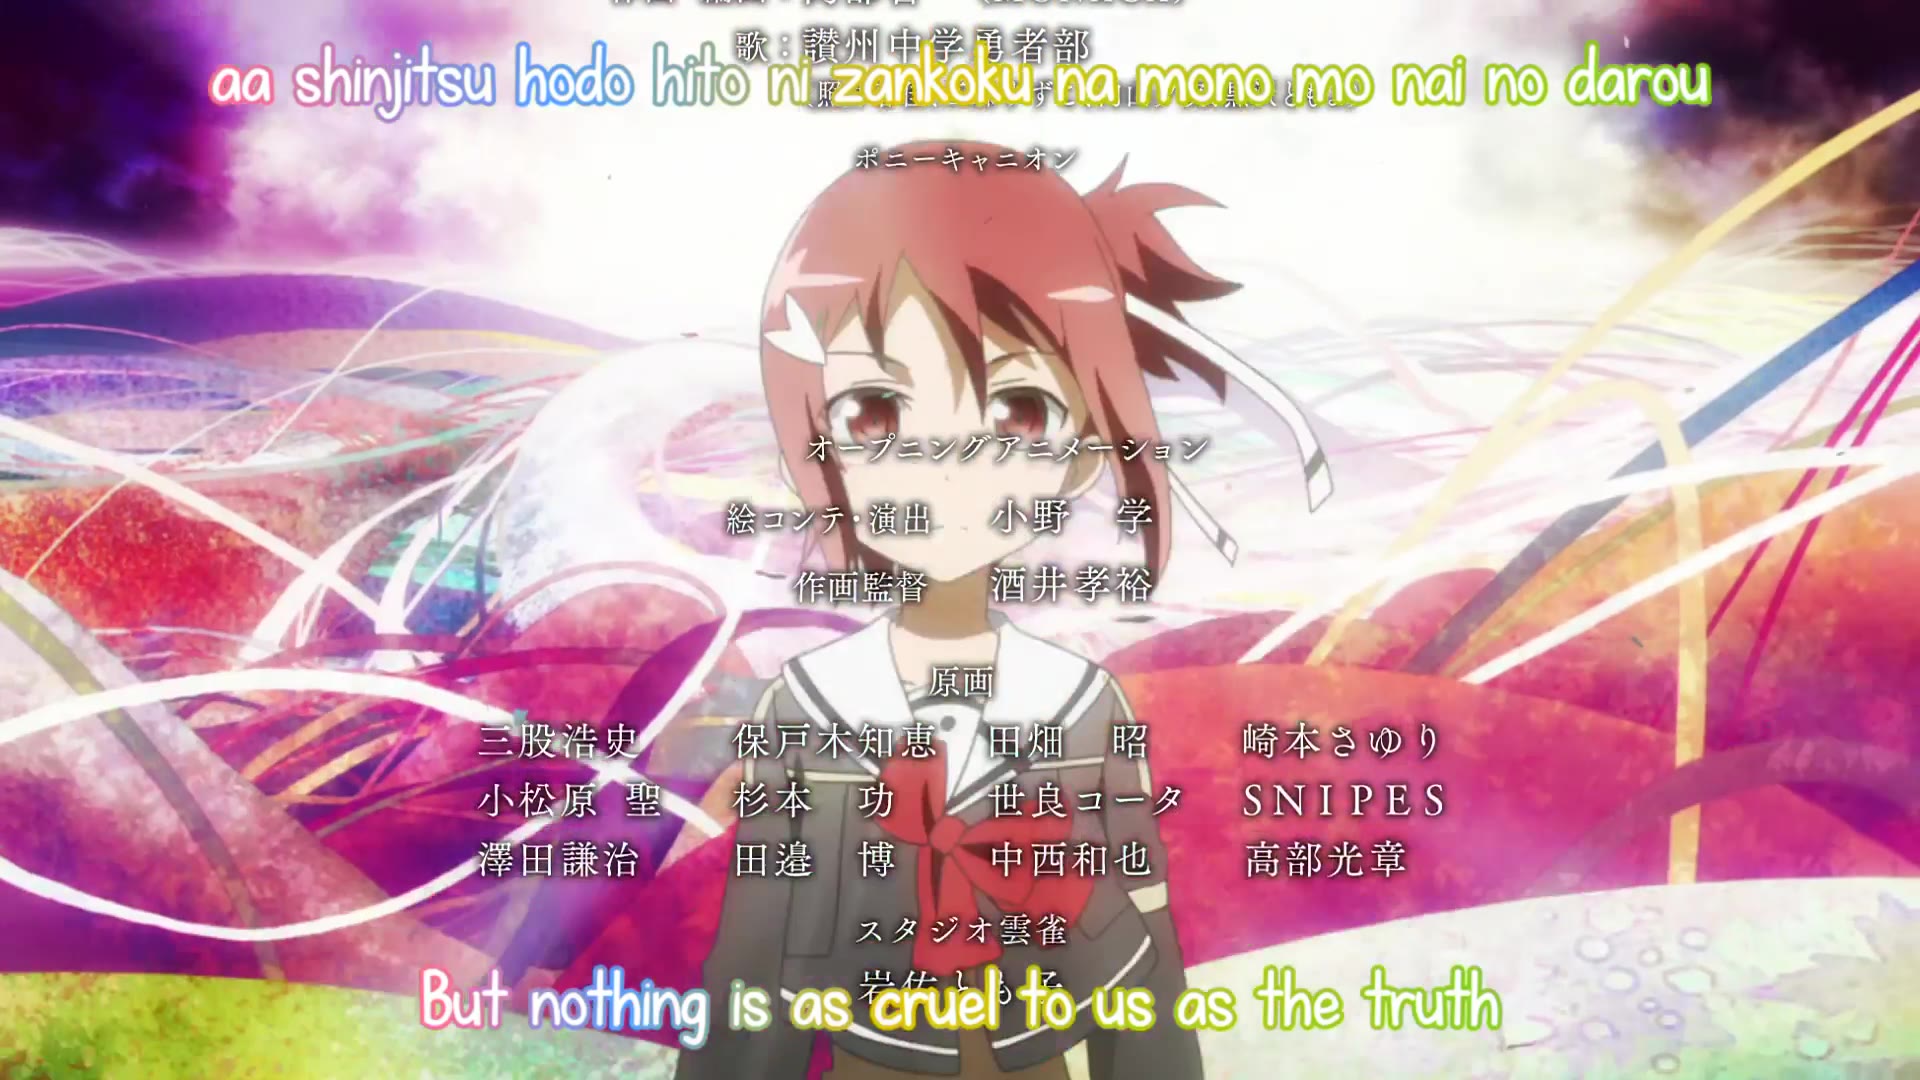 歌：讃州中学勇者部
aa shinjitsu hodo hito ni zankoku na mono mo nai no darou
ポニーキャニオン
オープニングアニメーション
絵コンテ・演出 小野 学
作画監督 酒井孝裕
原画
三股浩史 保戸木知恵 田畑 昭 崎本さゆり
小松原 聖 杉本 功 世良コータ SNIPES
澤田謙治 田邉 博 中西和也 高部光章
スタジオ雲雀
岩佐とも子
But nothing is as cruel to us as the truth